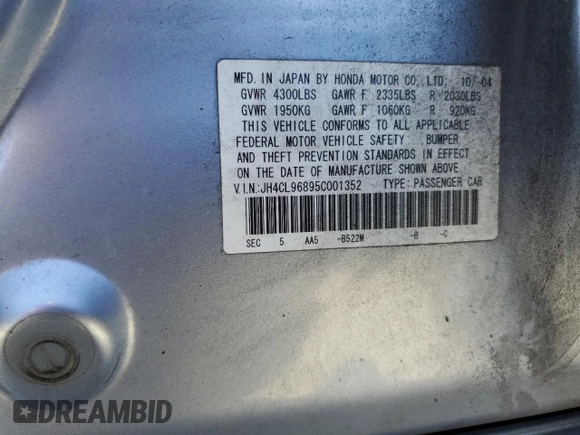 MFD. IN JAPAN BY HONDA MOTOR CO., LTD. 10/04
GVWR 4300LBS GAWR F 2335LBS R 2030LBS
GVWR 1950KG GAWR F 1060KG R 920KG
THIS VEHICLE CONFORMS TO ALL APPLICABLE
FEDERAL MOTOR VEHICLE SAFETY , BUMPER,
AND THEFT PREVENTION STANDARDS IN EFFECT
ON THE DATE OF MANUFACTURE SHOWN ABOVE.
V.I.N:JH4CL96895C001352 TYPE: PASSENGER CAR
SEC 5 AA5 -B522M -B -C
DREAMBID